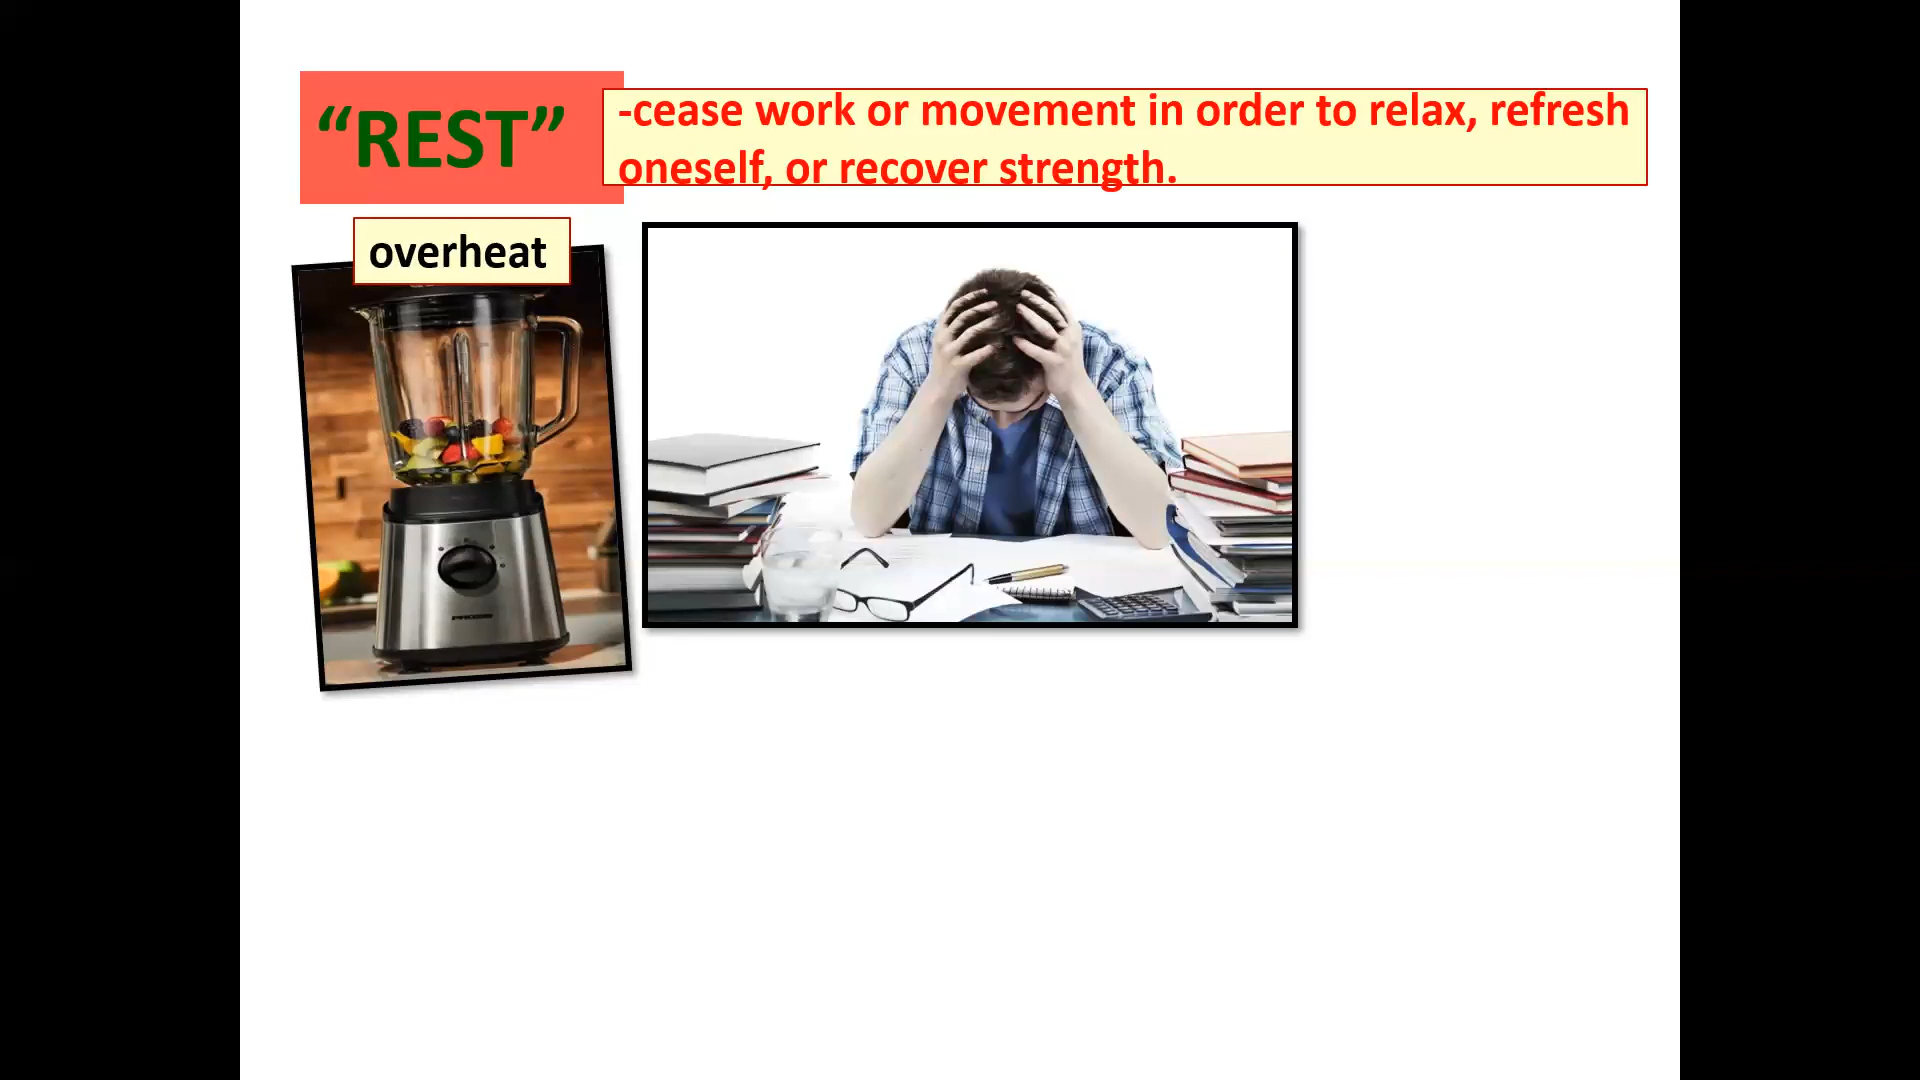 “REST”
-cease work or movement in order to relax, refresh
oneself, or recover strength.
overheat